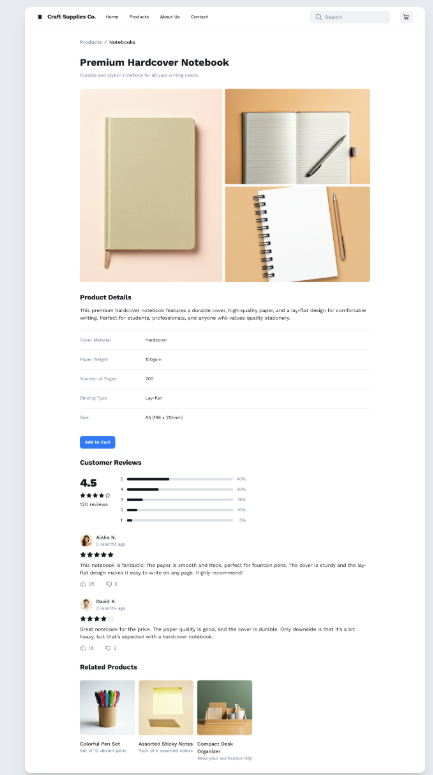 Craft Supplies Co. Home Products About Us Contact Search
Products / Notebooks
Premium Hardcover Notebook
Durable and stylish notebook for all your writing needs.
Product Details
This premium hardcover notebook features a durable cover, high-quality paper, and a lay-flat design for comfortable
writing. Perfect for students, professionals, and anyone who values quality stationery.
Cover Material Hardcover
Paper Weight 100gsm
Number of Pages 200
Binding Type Lay-flat
Size A5 (148 x 210mm)
Add to Cart
Customer Reviews
4.5
120 reviews
5 40%
4 30%
3 15%
2 10%
1 5%
Aisha N.
2 months ago
This notebook is fantastic! The paper is smooth and thick, perfect for fountain pens. The cover is sturdy and the lay-
flat design makes it easy to write on any page. Highly recommend!
25
David K.
3 months ago
Great notebook for the price. The paper quality is good, and the cover is durable. Only downside is that it's a bit
heavy, but that's expected with a hardcover notebook.
18
Related Products
Colorful Pen Set
Set of 12 vibrant pens
Assorted Sticky Notes
Pack of 6 assorted colors
Compact Desk
Organizer
Keep your workspace tidy